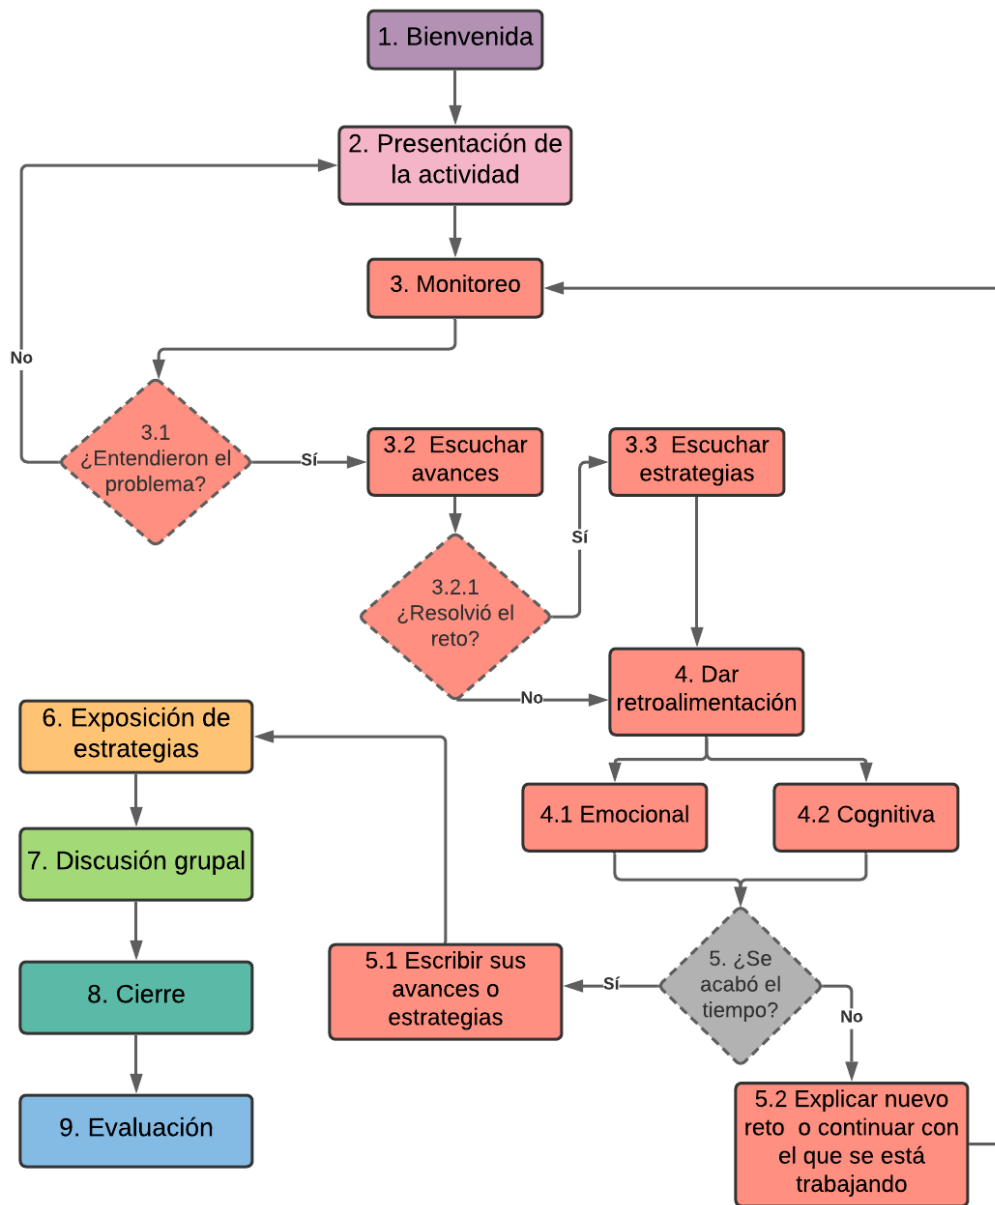 1. Bienvenida
2. Presentación de
la actividad
3. Monitoreo
No
3.1
¿Entendieron el
problema?
Sí
3.2 Escuchar
avances
3.3 Escuchar
estrategias
Sí
3.2.1
¿Resolvió el
reto?
No
4. Dar
retroalimentación
4.1 Emocional
4.2 Cognitiva
5. ¿Se
acabó el
tiempo?
Sí
No
5.1 Escribir sus
avances o
estrategias
5.2 Explicar nuevo
reto o continuar con
el que se está
trabajando
6. Exposición de
estrategias
7. Discusión grupal
8. Cierre
9. Evaluación